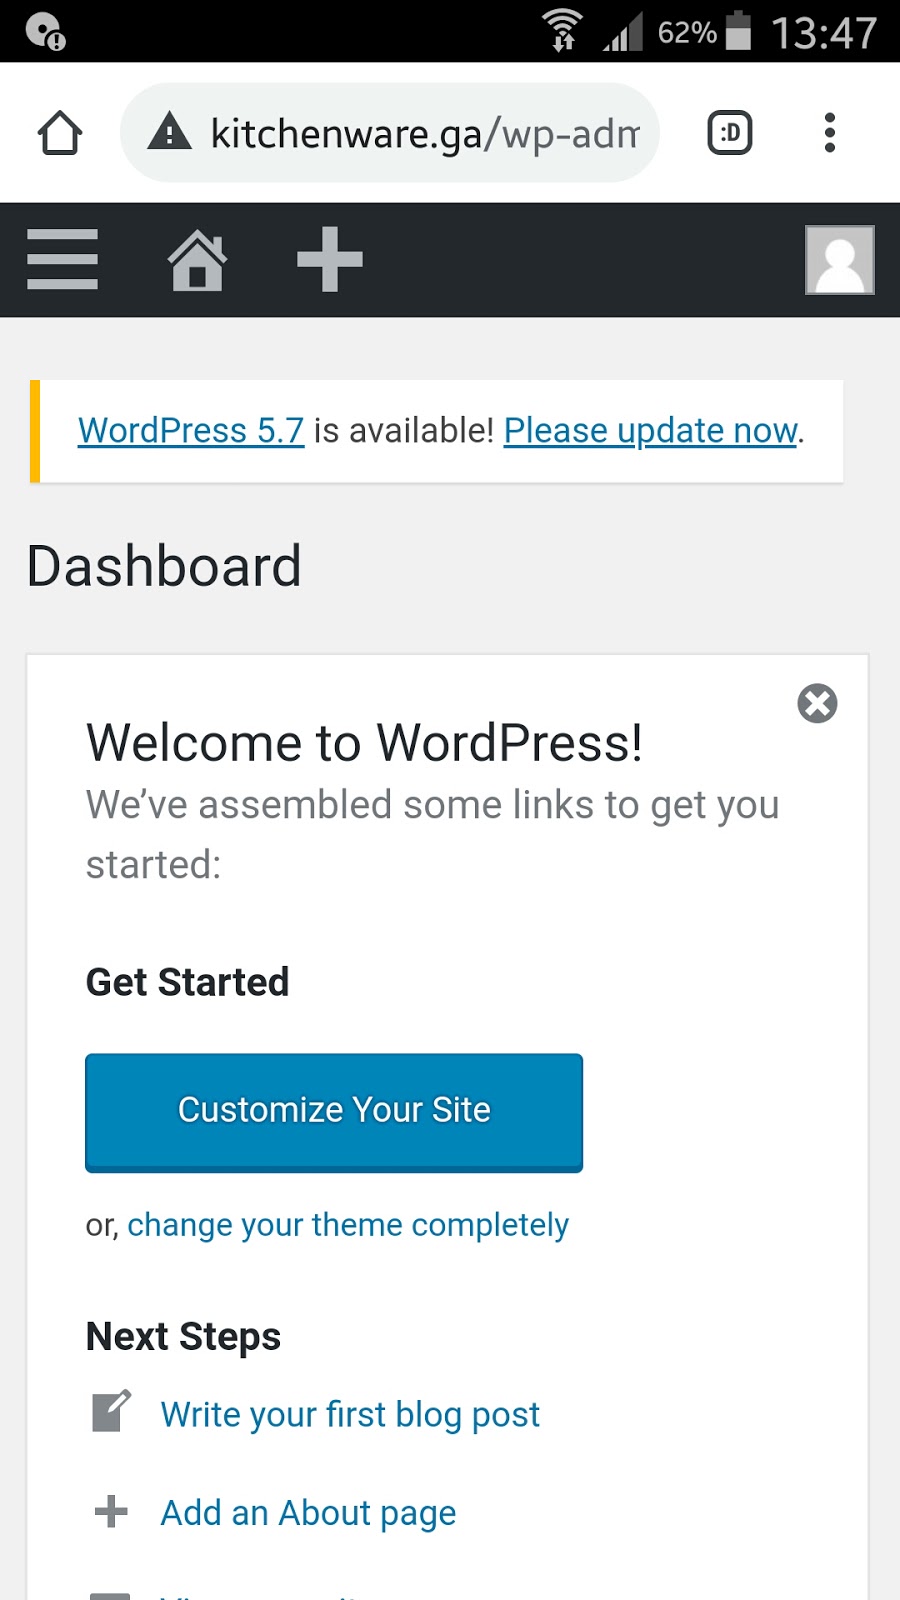 62% 13:47
kitchenware.ga/wp-adm
:D
WordPress 5.7 is available! Please update now.
Dashboard
Welcome to WordPress!
We’ve assembled some links to get you
started:
Get Started
Customize Your Site
or, change your theme completely
Next Steps
Write your first blog post
Add an About page